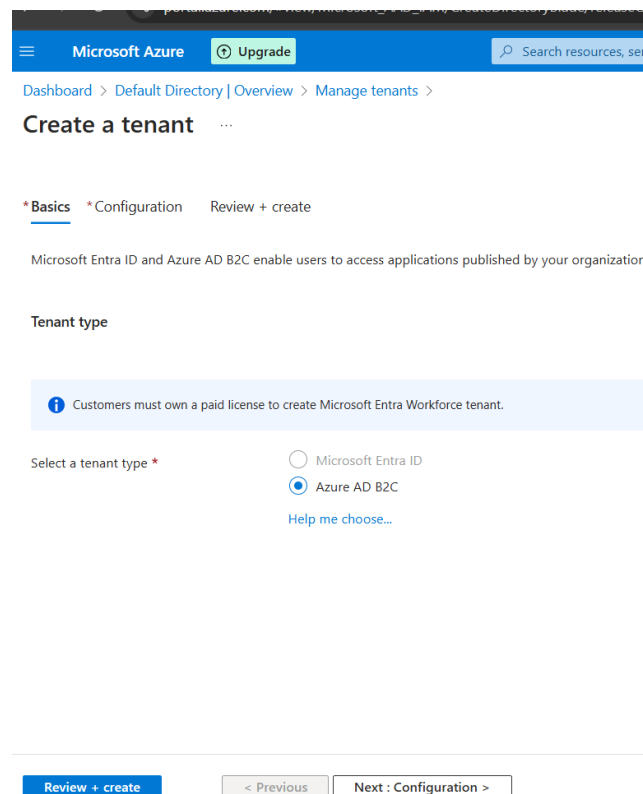 Microsoft Azure
Upgrade
Search resources, ser
Dashboard > Default Directory | Overview > Manage tenants >
Create a tenant ...
* Basics * Configuration Review + create
Microsoft Entra ID and Azure AD B2C enable users to access applications published by your organization
Tenant type
Customers must own a paid license to create Microsoft Entra Workforce tenant.
Select a tenant type *
Microsoft Entra ID
Azure AD B2C
Help me choose...
Review + create
< Previous
Next : Configuration >